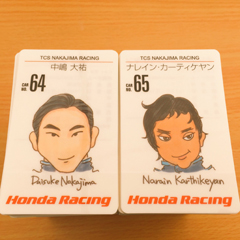 TCS NAKAJIMA RACING
中嶋 大祐
CAR NO. 64
Daisuke Nakajima
Honda Racing
TCS NAKAJIMA RACING
ナレイン・カーティケヤン
CAR NO. 65
Narain Karthikeyan
Honda Racing